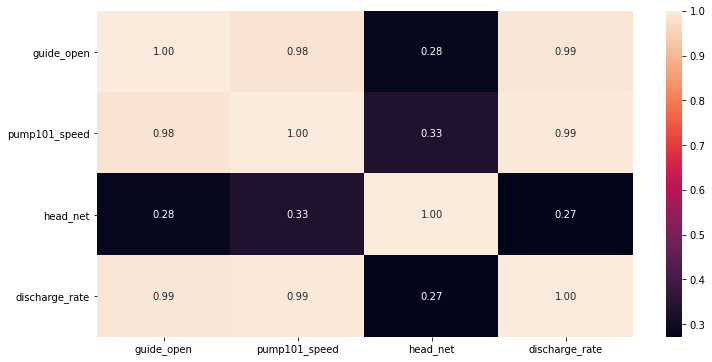 guide_open 1.00 0.98 0.28 0.99
pump101_speed 0.98 1.00 0.33 0.99
head_net 0.28 0.33 1.00 0.27
discharge_rate 0.99 0.99 0.27 1.00
guide_open pump101_speed head_net discharge_rate
1.0
0.9
0.8
0.7
0.6
0.5
0.4
0.3